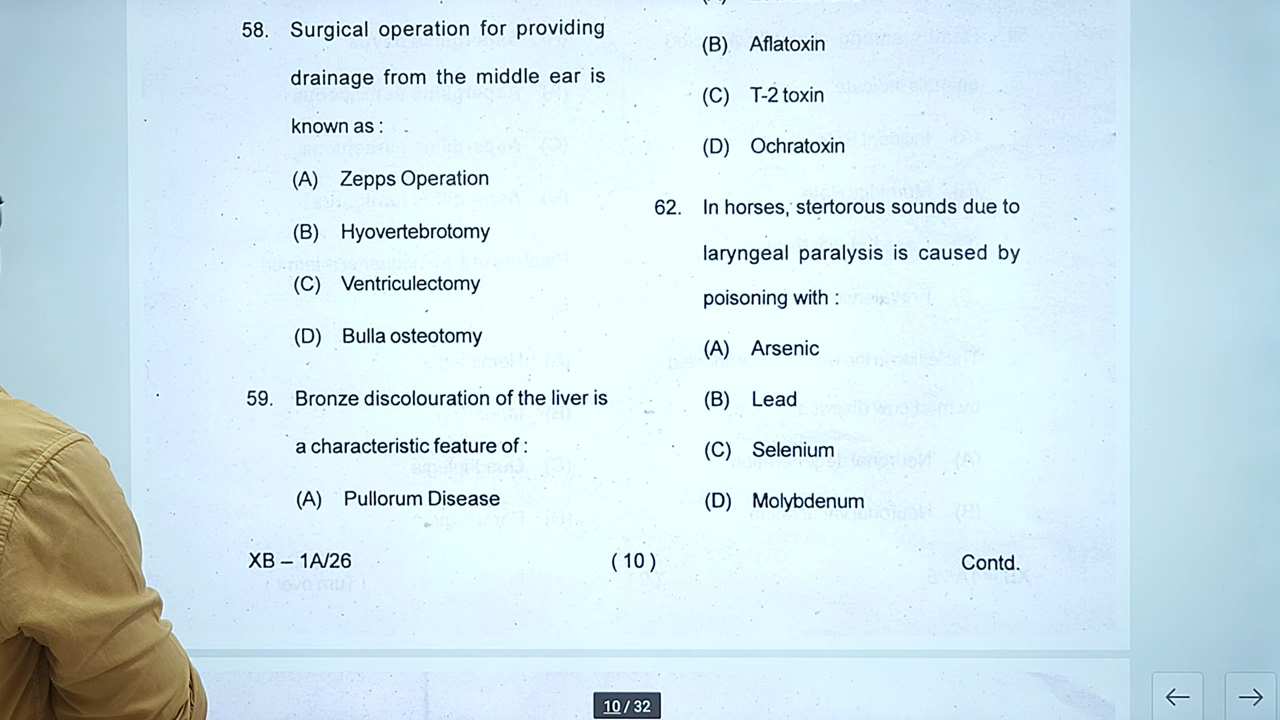 58. Surgical operation for providing
drainage from the middle ear is
known as :
(A) Zepps Operation
(B) Hyovertebrotomy
(C) Ventriculectomy
(D) Bulla osteotomy
59. Bronze discolouration of the liver is
a characteristic feature of :
(A) Pullorum Disease
(B) Aflatoxin
(C) T-2 toxin
(D) Ochratoxin
62. In horses, stertorous sounds due to
laryngeal paralysis is caused by
poisoning with :
(A) Arsenic
(B) Lead
(C) Selenium
(D) Molybdenum
XB – 1A/26 (10) Contd.
10 / 32